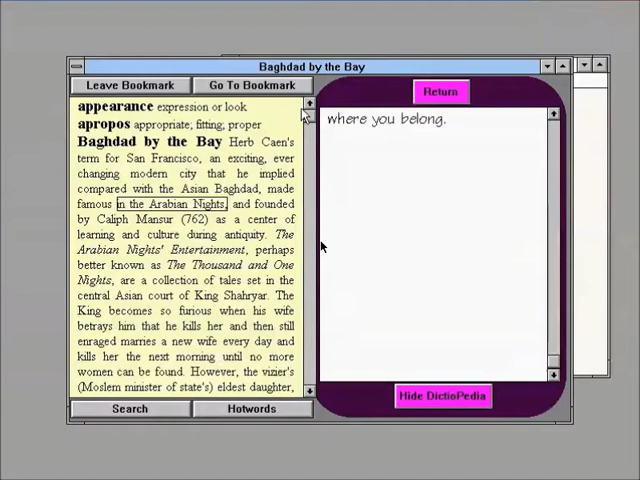 Baghdad by the Bay
Leave Bookmark
Go To Bookmark
Return
appearance expression or look
apropos appropriate; fitting, proper
Baghdad by the Bay Herb Caen's
term for San Francisco, an exciting, ever
changing modern city that he implied
compared with the Asian Baghdad, made
famous in the Arabian Nights, and founded
by Caliph Mansur (762) as a center of
learning and culture during antiquity. The
Arabian Nights' Entertainment, perhaps
better known as The Thousand and One
Nights, are a collection of tales set in the
central Asian court of King Shahryar. The
King becomes so furious when his wife
betrays him that he kills her and then still
enraged marries a new wife every day and
kills her the next morning until no more
women can be found. However, the vizier's
(Moslem minister of state's) eldest daughter,
where you belong.
Hide DictioPedia
Search
Hotwords